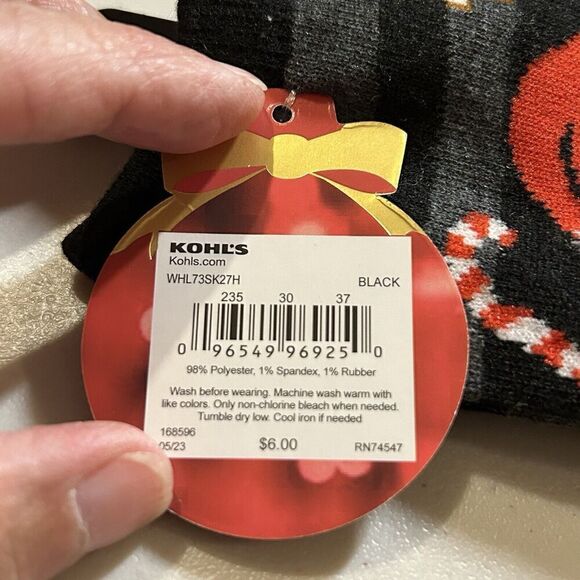 KOHL'S
Kohls.com
WHL73SK27H BLACK
235 30 37
0 96549 96925 0
98% Polyester, 1% Spandex, 1% Rubber
Wash before wearing. Machine wash warm with
like colors. Only non-chlorine bleach when needed.
Tumble dry low. Cool iron if needed
168596
05/23 $6.00 RN74547